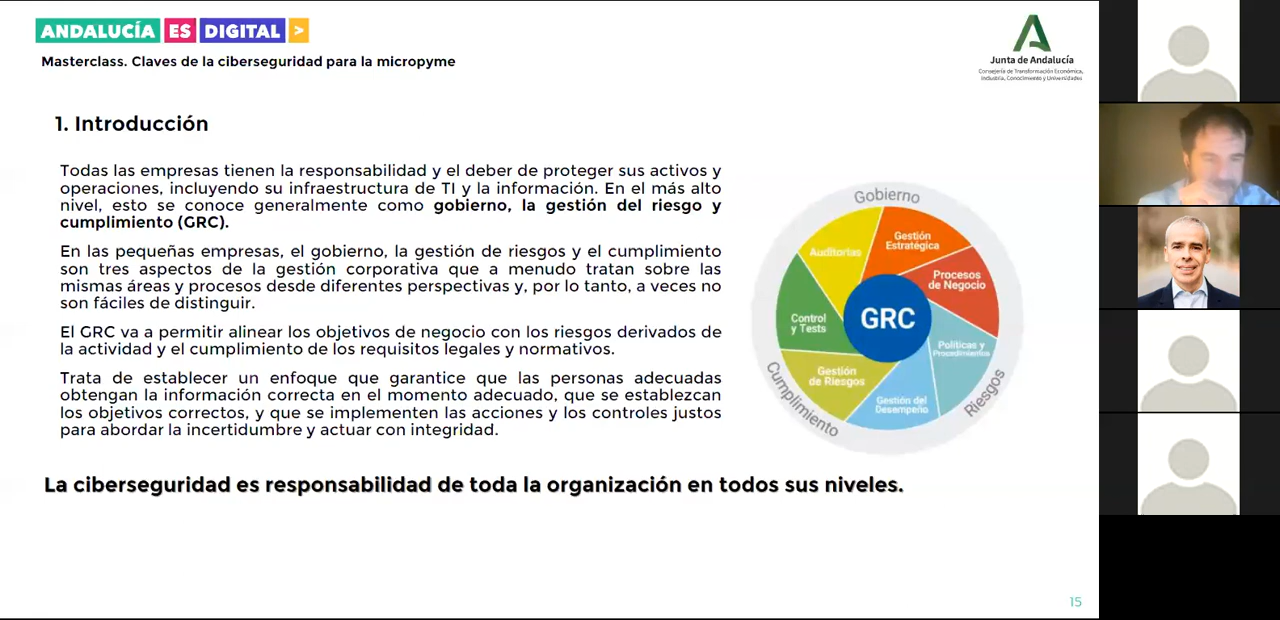 ANDALUCÍA ES DIGITAL >
Masterclass. Claves de la ciberseguridad para la micropyme
Junta de Andalucía
Consejería de Transformación Económica,
Industria, Conocimiento y Universidades
1. Introducción
Todas las empresas tienen la responsabilidad y el deber de proteger sus activos y
operaciones, incluyendo su infraestructura de TI y la información. En el más alto
nivel, esto se conoce generalmente como gobierno, la gestión del riesgo y
cumplimiento (GRC).
En las pequeñas empresas, el gobierno, la gestión de riesgos y el cumplimiento
son tres aspectos de la gestión corporativa que a menudo tratan sobre las
mismas áreas y procesos desde diferentes perspectivas y, por lo tanto, a veces no
son fáciles de distinguir.
El GRC va a permitir alinear los objetivos de negocio con los riesgos derivados de
la actividad y el cumplimiento de los requisitos legales y normativos.
Trata de establecer un enfoque que garantice que las personas adecuadas
obtengan la información correcta en el momento adecuado, que se establezcan
los objetivos correctos, y que se implementen las acciones y los controles justos
para abordar la incertidumbre y actuar con integridad.
Gobierno
Auditorías
Gestión
Estratégica
Procesos
de Negocio
Control
y Tests
GRC
Políticas y
Procedimientos
Gestión
de Riesgos
Gestión del
Desempeño
Cumplimiento
Riesgos
La ciberseguridad es responsabilidad de toda la organización en todos sus niveles.
15